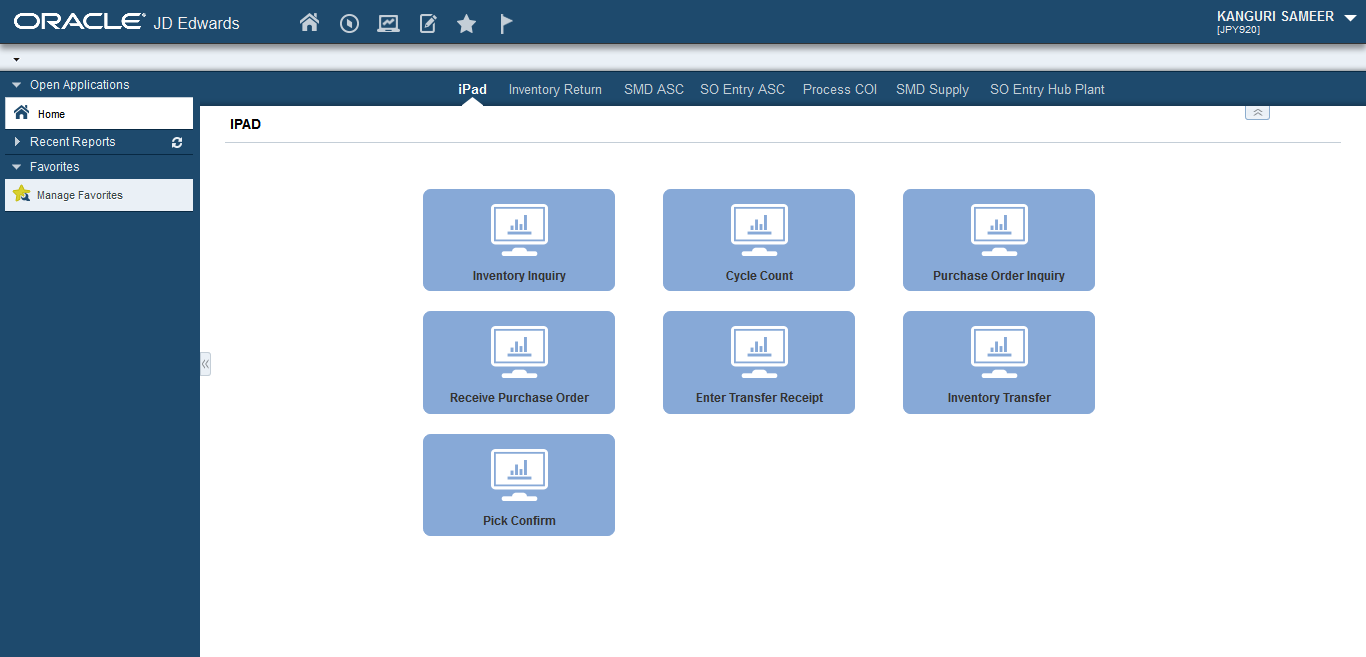 ORACLE JD Edwards
KANGURI SAMEER
[JPY920]
Open Applications
Home
Recent Reports
Favorites
Manage Favorites
iPad Inventory Return SMD ASC SO Entry ASC Process COI SMD Supply SO Entry Hub Plant
IPAD
Inventory Inquiry Cycle Count Purchase Order Inquiry
Receive Purchase Order Enter Transfer Receipt Inventory Transfer
Pick Confirm